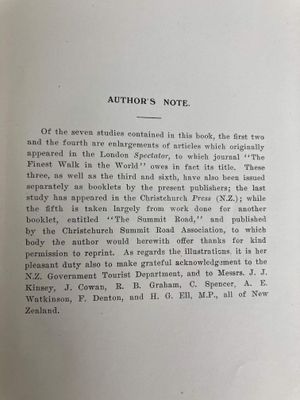 AUTHOR'S NOTE.
Of the seven studies contained in this book, the first two
and the fourth are enlargements of articles which originally
appeared in the London Spectator, to which journal "The
Finest Walk in the World" owes in fact its title. These
three, as well as the third and sixth, have also been issued
separately as booklets by the present publishers; the last
study has appeared in the Christchurch Press (N.Z.); while
the fifth is taken largely from work done for another
booklet, entitled "The Summit Road," and published
by the Christchurch Summit Road Association, to which
body the author would herewith offer thanks for kind
permission to reprint. As regards the illustrations, it is her
pleasant duty also to make grateful acknowledgment to the
N.Z. Government Tourist Department, and to Messrs. J. J.
Kinsey, J. Cowan, R. B. Graham, C. Spencer, A. E.
Watkinson, F. Denton, and H. G. Ell, M.P., all of New
Zealand.